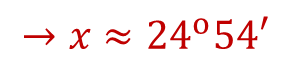 → x ≈ 24°54′